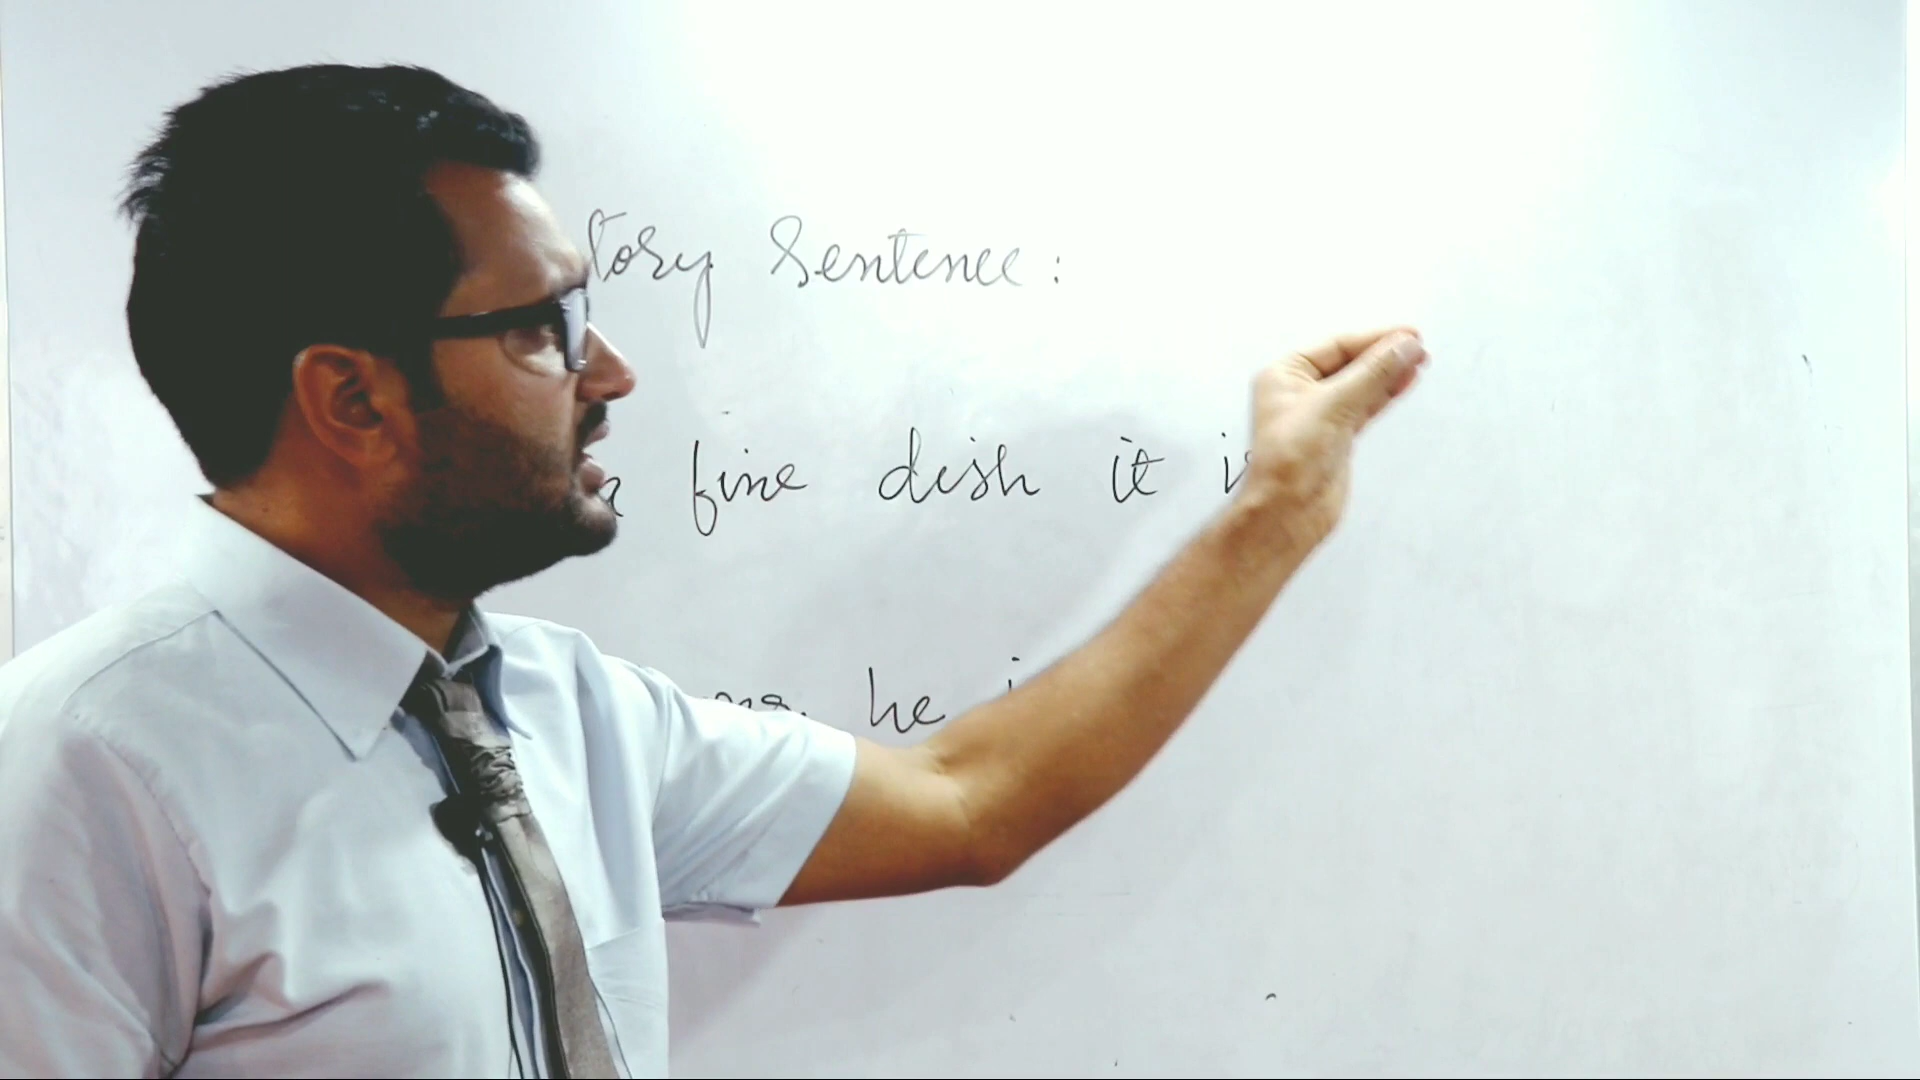 tory Sentence:
a fine dish it i
he i